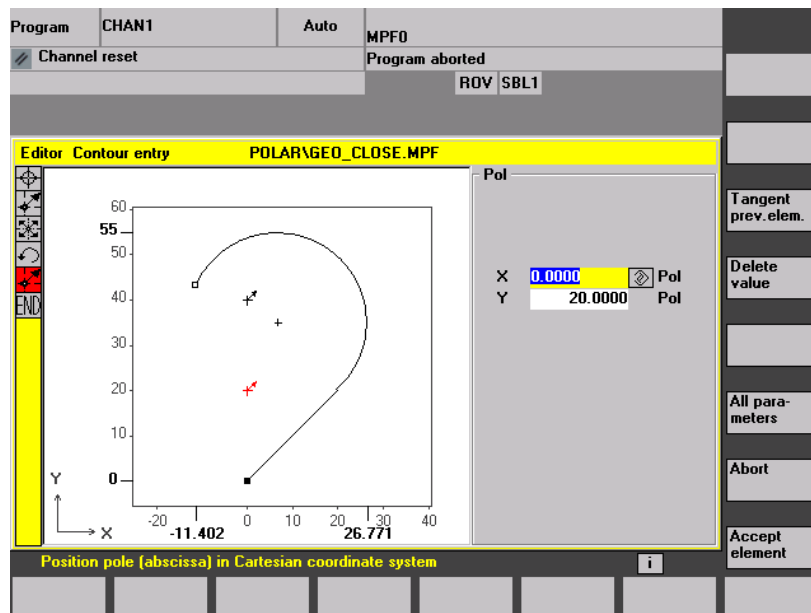 Program CHAN1 Auto MPF0
Channel reset Program aborted
ROV SBL1
Editor Contour entry POLAR\GEO_CLOSE.MPF
Pol
Tangent
prev.elem.
Delete
value
X 0.0000 Pol
Y 20.0000 Pol
All para-
meters
Abort
Accept
element
END
60
55
50
40
30
20
10
0
Y
X
-20 0 10 20 30 40
-11.402 26.771
Position pole (abscissa) in Cartesian coordinate system i